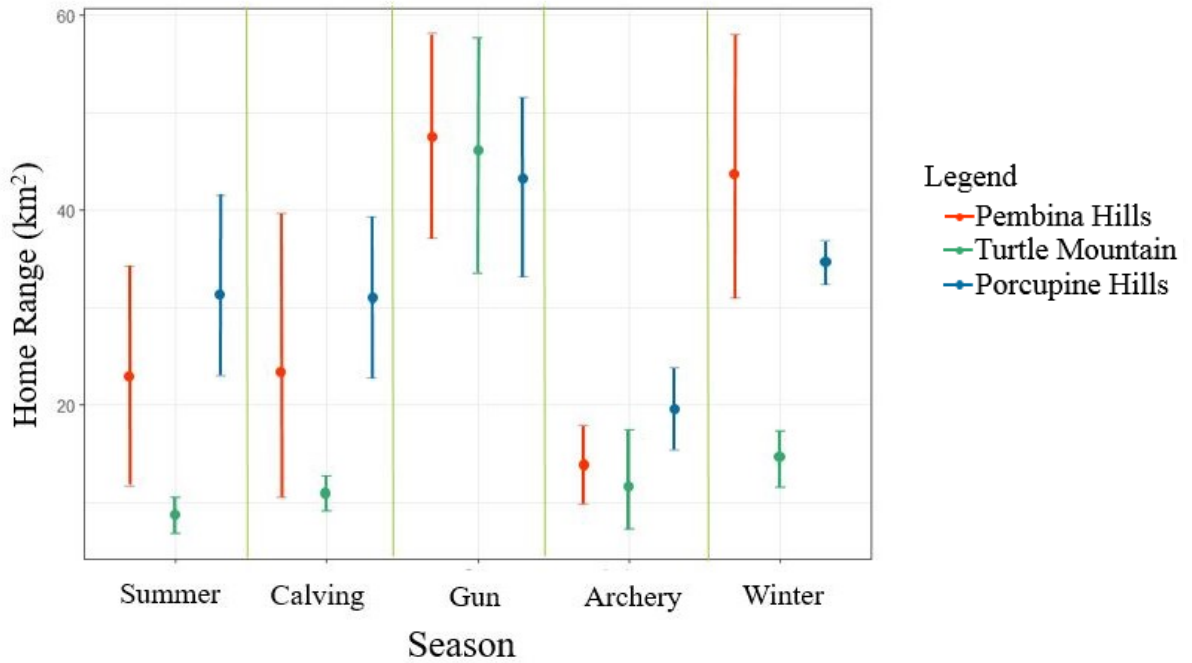 60
40
20
Home Range (km²)
Summer Calving Gun Archery Winter
Season
Legend
Pembina Hills
Turtle Mountain
Porcupine Hills